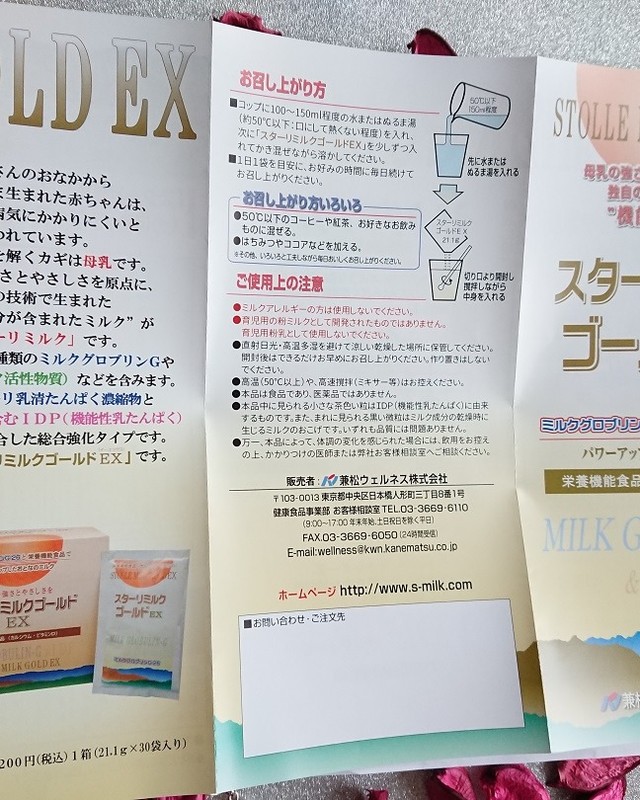 LD EX
さんのおなかから
ま生まれた赤ちゃんは、
病気にかかりにくいと
われています。
を解くカギは母乳です。
さとやさしさを原点に、
の技術で生まれた
分が含まれたミルク”が
ーリミルク」です。
種類のミルクグロブリンGや
ア活性物質）などを含みます。
リ乳清たんぱく濃縮物と
含むIDP(機能性乳たんぱく)
合した総合強化タイプです。
リミルクゴールドEX」です。
強さとやさしさを
ミルクゴールド
EX
MILK GOLD EX
STOLLE
EX
スターリミルク
ゴールドEX
200円(税込)1箱(21.1g×30袋入り)
お召し上がり方
■コップに100〜150ml程度の水またはぬるま湯
(約50℃以下：口にして熱くない程度)を入れ、
次に「スターリミルクゴールドEX」を少しずつ入
れてかき混ぜながら溶かしてください。
■1日1袋を目安に、お好みの時間に毎日続けて
お召し上がりください。
50℃以下
150ml程度
先に水または
ぬるま湯を入れる
スターリミルク
ゴールドEX
21.1g
切り口より開封し
撹拌しながら
中身を入れる
お召し上がり方いろいろ
●50℃以下のコーヒーや紅茶、お好きなお飲み
ものに混ぜる。
●はちみつやココアなどを加える。
※その他、いろいろと工夫しながら毎日おいしくお召し上がりください。
ご使用上の注意
●ミルクアレルギーの方は使用しないでください。
●育児用の粉ミルクとして開発されたものではありません。
育児用粉乳として使用しないでください。
●直射日光・高温多湿を避けて涼しい乾燥した場所に保管してください。
開封後はできるだけお早めにお召し上がりください。作り置きはしない
でください。
●高温(50℃以上)や、高速撹拌(ミキサー等)はお控えください。
●本品は食品であり、医薬品ではありません。
●本品中に見られる小さな茶色い粒はIDP(機能性乳たんぱく)に由来
するものです。また、まれに見られる黒い微粒はミルク成分の乾燥時に
生じるミルクのおこげです。いずれも品質には問題ありません。
●万一、本品によって、体調の変化を感じられた場合には、飲用をお控え
の上、かかりつけの医師または弊社お客様相談室へご相談ください。
販売者： 兼松ウェルネス株式会社
〒103-0013 東京都中央区日本橋人形町三丁目8番1号
健康食品事業部 お客様相談室 TEL.03-3669-6110
(9:00〜17:00 年末年始、土日祝祭日を除く平日)
FAX.03-3669-6050 (24時間受信)
E-mail:wellness@kwn.kanematsu.co.jp
ホームページ http://www.s-milk.com
■お問い合わせ・ご注文先
STOLLE
母乳の強さ
独自の
“機能
スター
ゴー
ミルクグロブリン
パワーアッ
栄養機能食品
MILK G
兼松